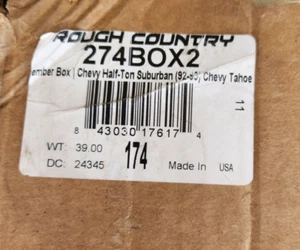 ROUGH COUNTRY
274BOX2
ember Box | Chevy Half-Ton Suburban (92-99) Chevy Tahoe
11
8 43030 17617 4
WT: 39.00
174
Made In USA
DC: 24345